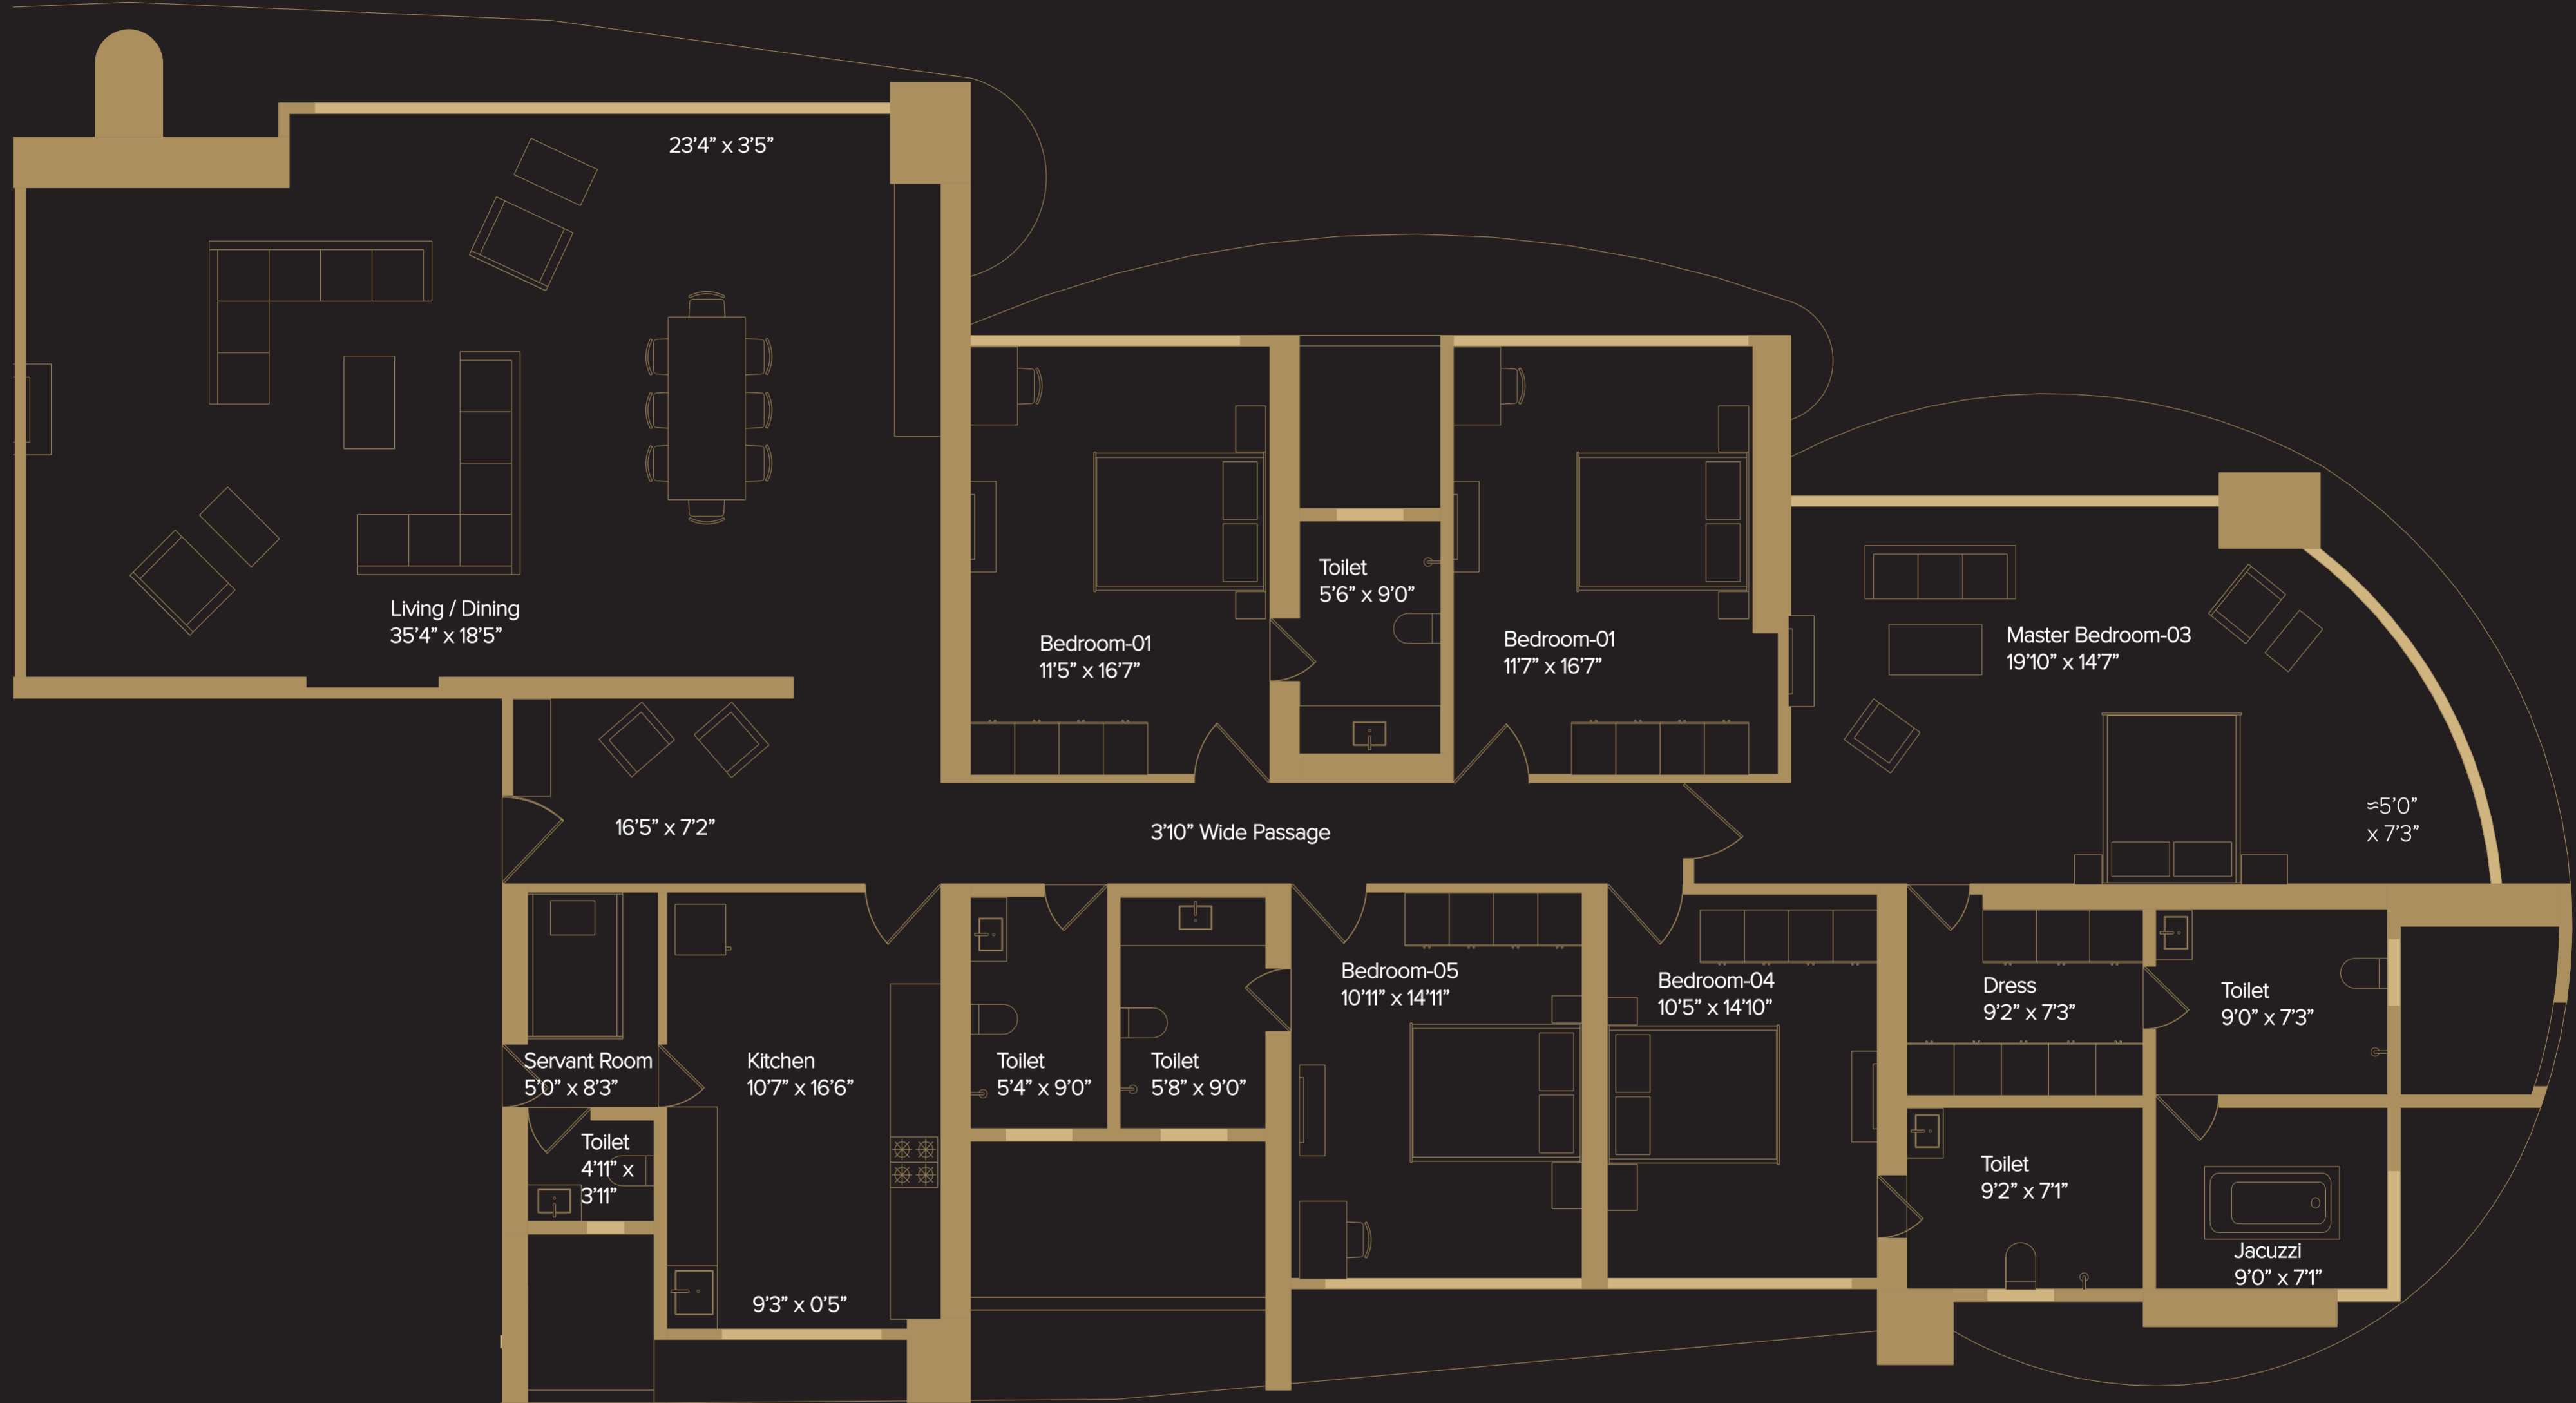 23’4” x 3’5”
Living / Dining
35’4” x 18’5”
Bedroom-01
11’5” x 16’7”
Toilet
5’6” x 9’0”
Bedroom-01
11’7” x 16’7”
Master Bedroom-03
19’10” x 14’7”
≈5’0”
x 7’3”
16’5” x 7’2”
3’10” Wide Passage
Servant Room
5’0” x 8’3”
Kitchen
10’7” x 16’6”
Toilet
5’4” x 9’0”
Toilet
5’8” x 9’0”
Bedroom-05
10’11” x 14’11”
Bedroom-04
10’5” x 14’10”
Dress
9’2” x 7’3”
Toilet
9’0” x 7’3”
Toilet
4’11” x
3’11”
9’3” x 0’5”
Toilet
9’2” x 7’1”
Jacuzzi
9’0” x 7’1”